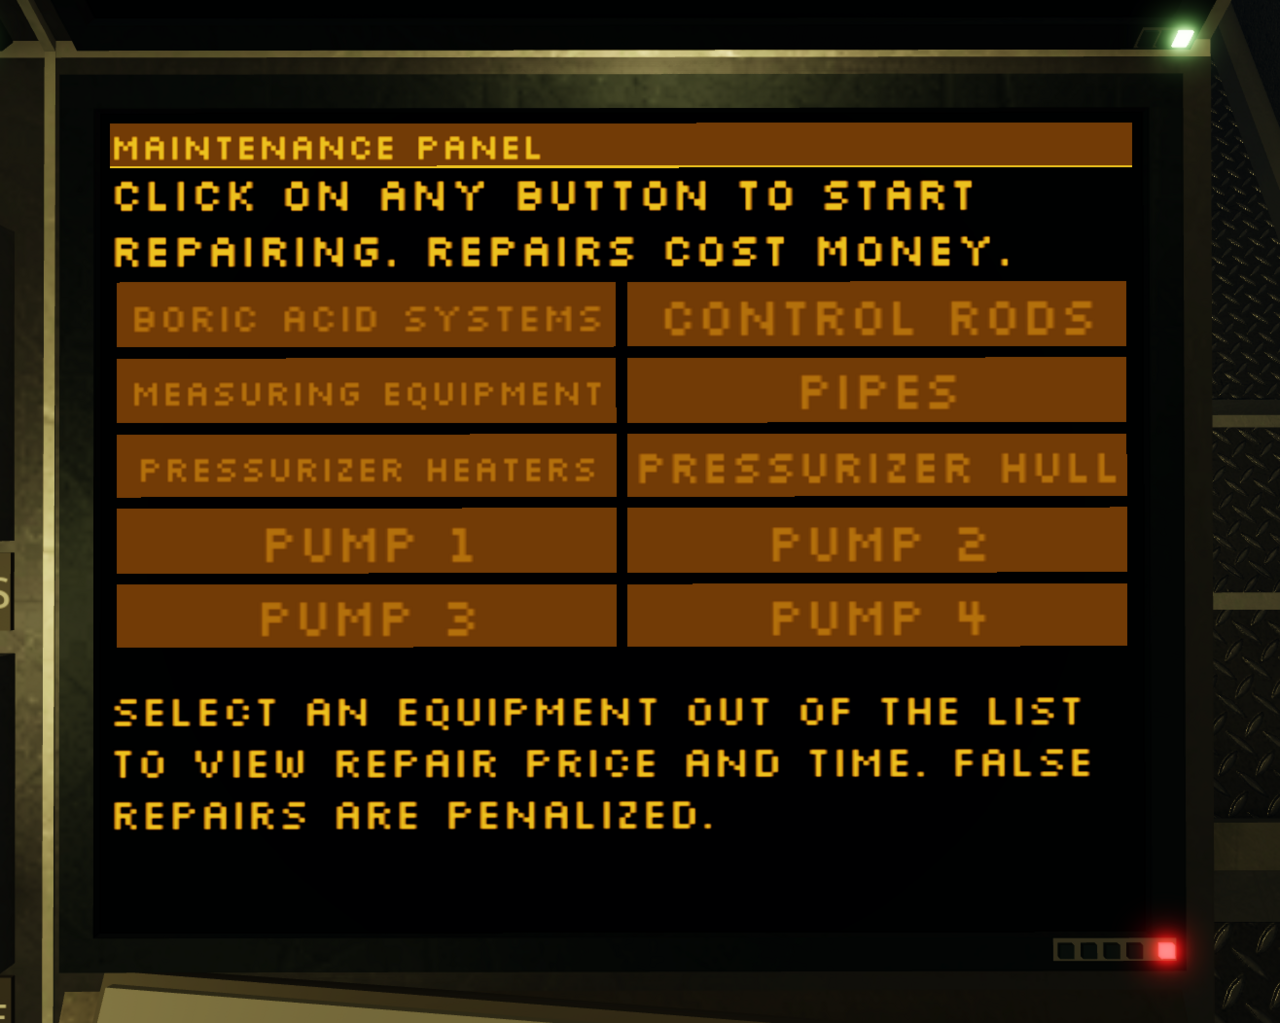 MAINTENANCE PANEL
CLICK ON ANY BUTTON TO START
REPAIRING. REPAIRS COST MONEY.
BORIC ACID SYSTEMS CONTROL RODS
MEASURING EQUIPMENT PIPES
PRESSURIZER HEATERS PRESSURIZER HULL
PUMP 1 PUMP 2
PUMP 3 PUMP 4
SELECT AN EQUIPMENT OUT OF THE LIST
TO VIEW REPAIR PRICE AND TIME. FALSE
REPAIRS ARE PENALIZED.